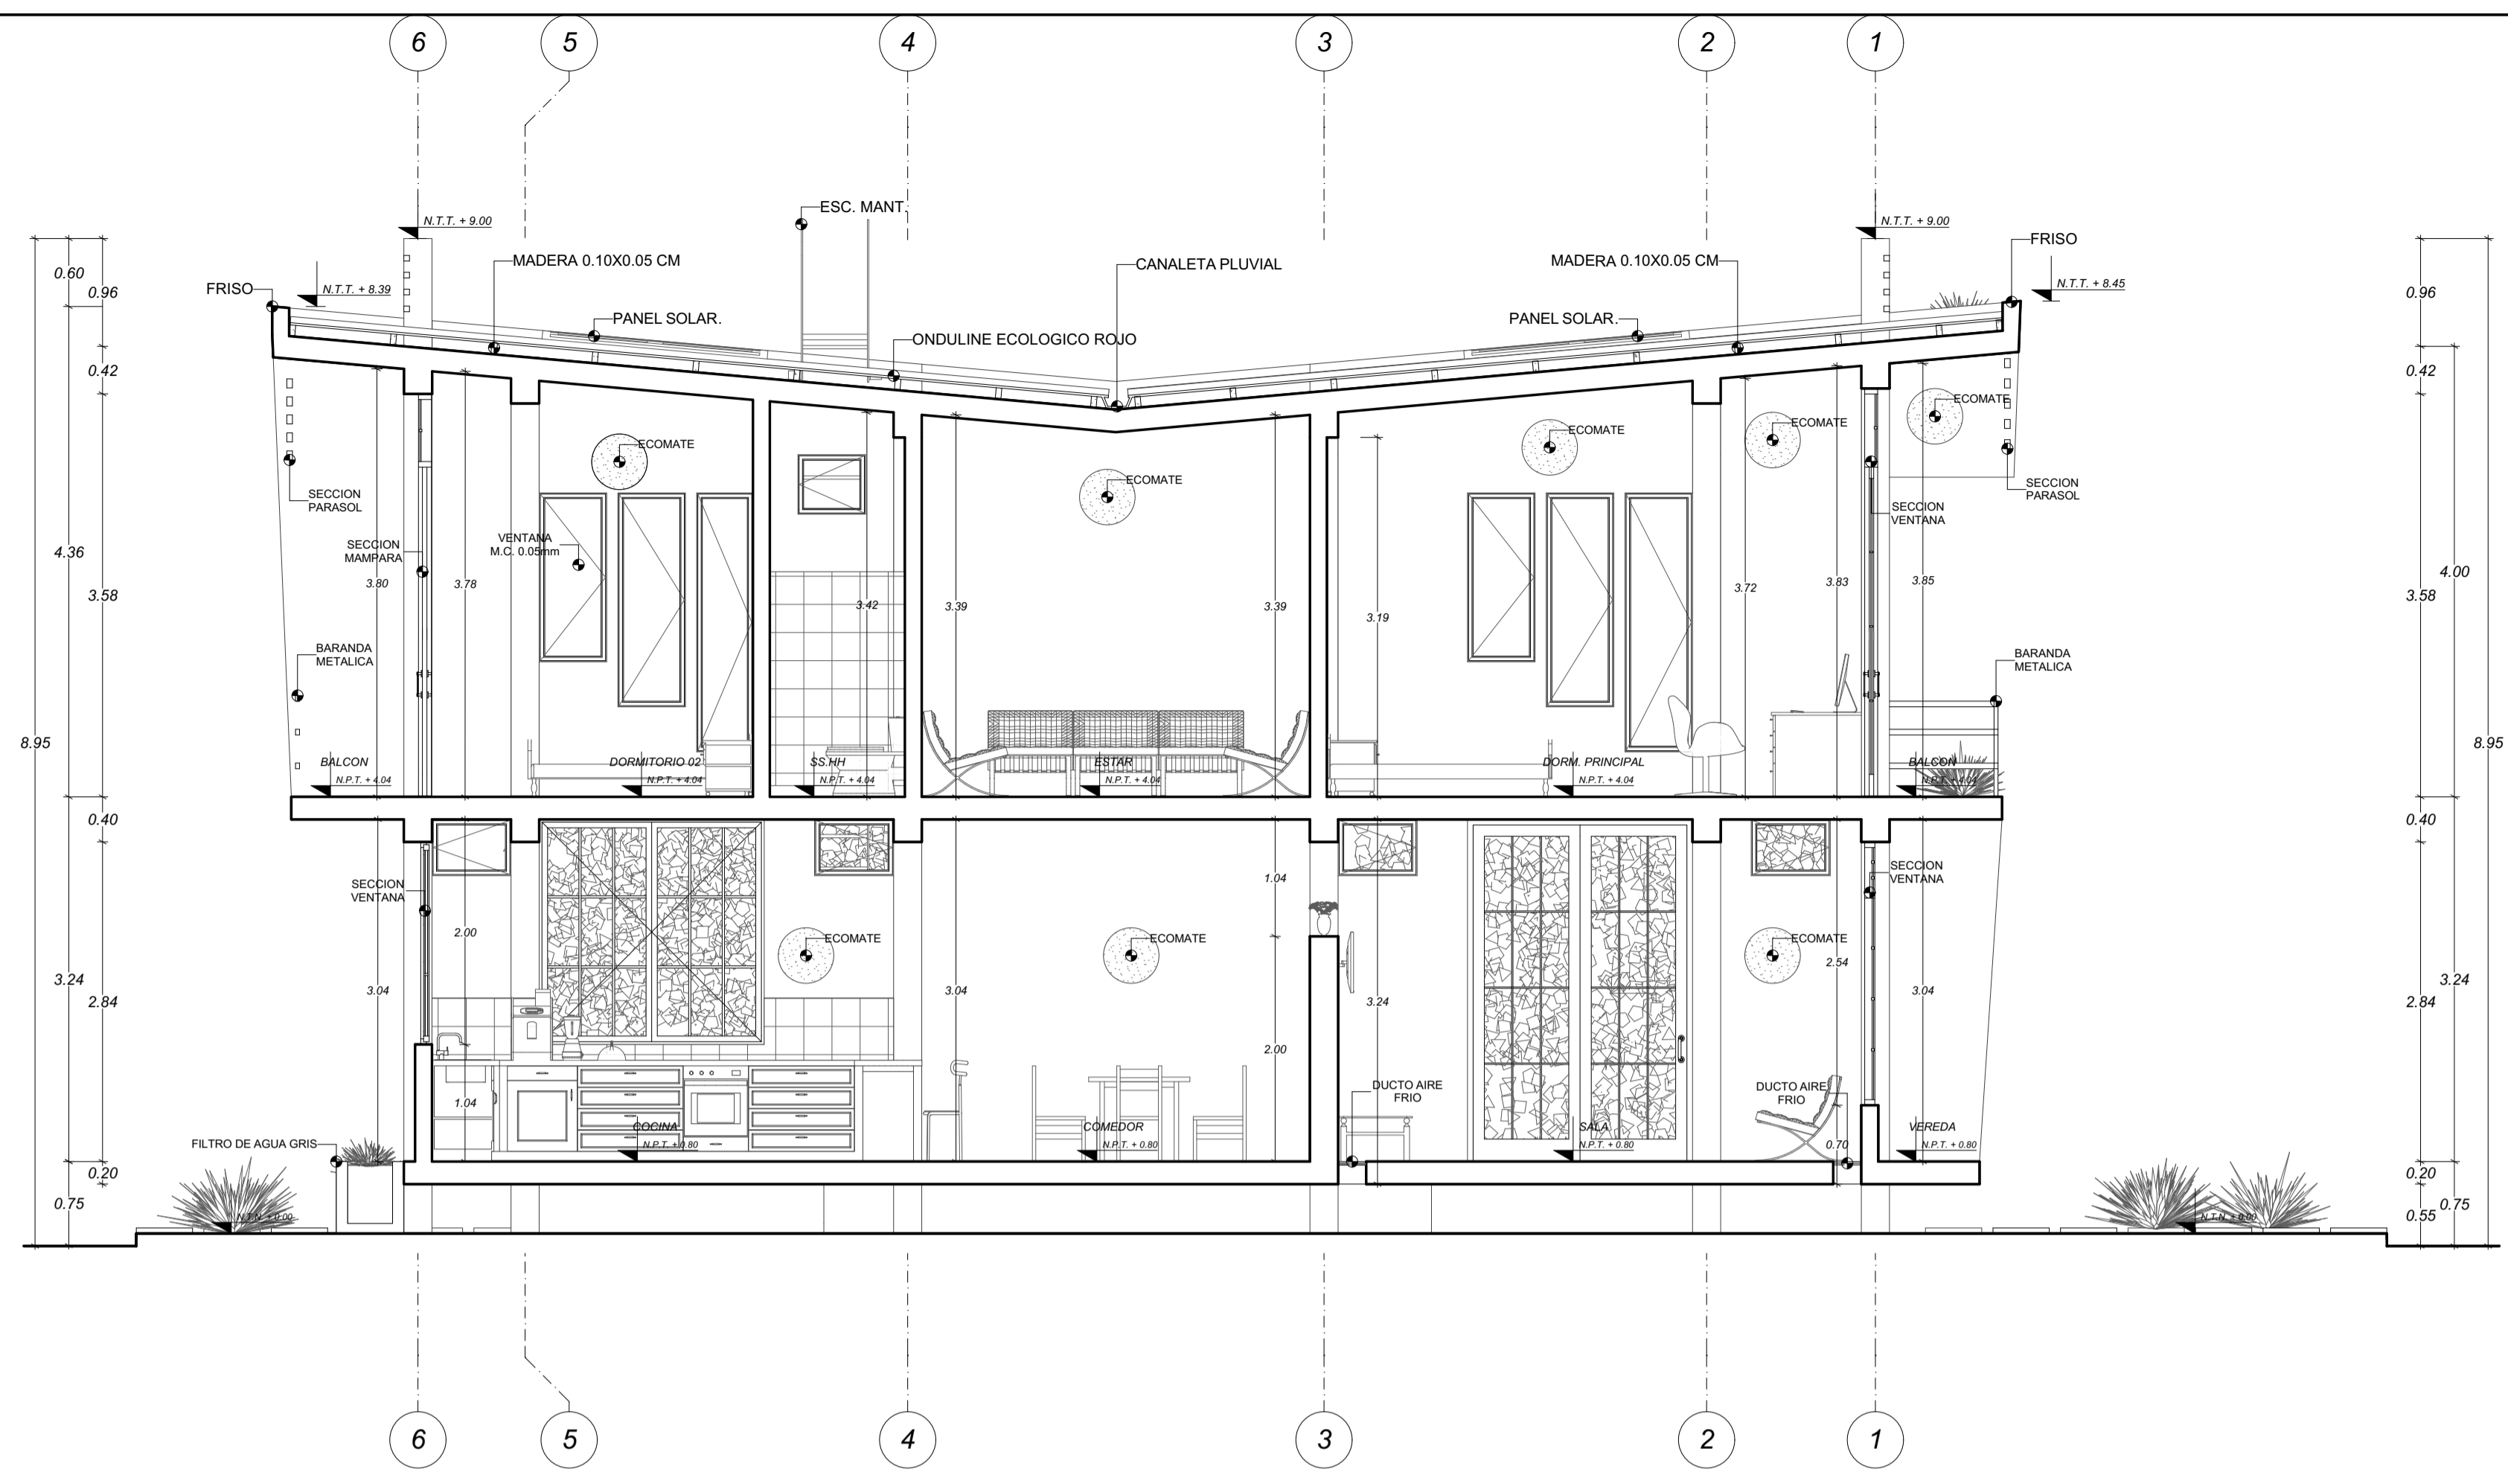 6 5 4 3 2 1
ESC. MANT.
N.T.T. + 9.00
N.T.T. + 9.00
FRISO
MADERA 0.10X0.05 CM
CANALETA PLUVIAL
MADERA 0.10X0.05 CM
0.60
0.96
FRISO
N.T.T. + 8.39
N.T.T. + 8.45
0.96
PANEL SOLAR.
PANEL SOLAR.
ONDULINE ECOLOGICO ROJO
0.42
0.42
ECOMATE
ECOMATE
ECOMATE
ECOMATE
ECOMATE
SECCION
PARASOL
ECOMATE
SECCION
PARASOL
SECCION
VENTANA
SECCION
MAMPARA
VENTANA
M.C. 0.05mm
4.36
4.00
3.80
3.78
3.72
3.83
3.85
3.58
3.42
3.39
3.39
3.19
3.58
BARANDA
METALICA
BARANDA
METALICA
8.95
8.95
BALCON
N.P.T. + 4.04
DORMITORIO 02
N.P.T. + 4.04
SS.HH
N.P.T. + 4.04
ESTAR
N.P.T. + 4.04
DORM. PRINCIPAL
N.P.T. + 4.04
BALCON
N.P.T. + 4.04
0.40
0.40
SECCION
VENTANA
1.04
SECCION
VENTANA
2.00
ECOMATE
ECOMATE
ECOMATE
2.54
3.24
2.84
3.04
3.04
3.24
3.04
2.84
3.24
2.00
1.04
DUCTO AIRE
FRIO
DUCTO AIRE
FRIO
FILTRO DE AGUA GRIS
COCINA
N.P.T. + 0.80
COMEDOR
N.P.T. + 0.80
SALA
N.P.T. + 0.80
0.70
VEREDA
N.P.T. + 0.80
0.20
0.20
0.75
0.55
0.75
N.T.N. + 0.00
N.T.N. + 0.00
6 5 4 3 2 1